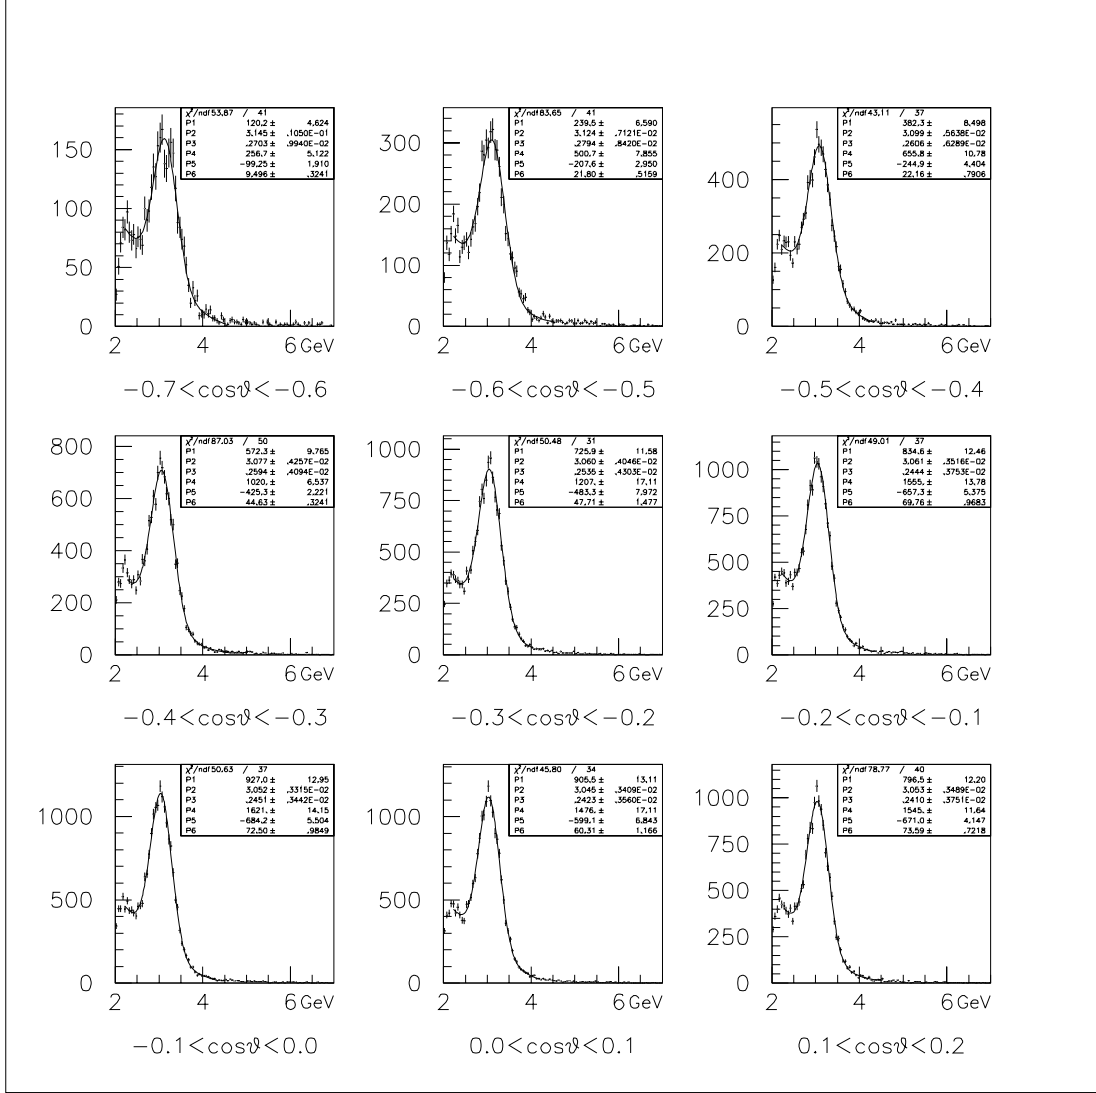 χ²/ndf 53.87 / 41
P1 120.2 ± 4.624
P2 3.145 ± .1050E-01
P3 .2703 ± .9940E-02
P4 256.7 ± 5.122
P5 -99.25 ± 1.910
P6 9.496 ± .3241
150
100
50
0
2 4 6 GeV
−0.7<cosϑ<−0.6
χ²/ndf 83.65 / 41
P1 239.5 ± 6.590
P2 3.124 ± .7121E-02
P3 .2794 ± .8420E-02
P4 500.7 ± 7.855
P5 -207.6 ± 2.950
P6 21.80 ± .5159
300
200
100
0
2 4 6 GeV
−0.6<cosϑ<−0.5
χ²/ndf 43.11 / 37
P1 382.3 ± 8.498
P2 3.099 ± .5638E-02
P3 .2606 ± .6289E-02
P4 655.8 ± 10.78
P5 -244.9 ± 4.404
P6 22.16 ± .7906
400
200
0
2 4 6 GeV
−0.5<cosϑ<−0.4
χ²/ndf 87.03 / 50
P1 572.3 ± 9.765
P2 3.077 ± .4257E-02
P3 .2594 ± .4094E-02
P4 1020. ± 6.537
P5 -425.3 ± 2.221
P6 44.63 ± .3241
800
600
400
200
0
2 4 6 GeV
−0.4<cosϑ<−0.3
χ²/ndf 50.48 / 31
P1 725.9 ± 11.58
P2 3.060 ± .4046E-02
P3 .2535 ± .4303E-02
P4 1207. ± 17.11
P5 -483.3 ± 7.972
P6 47.71 ± 1.477
1000
750
500
250
0
2 4 6 GeV
−0.3<cosϑ<−0.2
χ²/ndf 49.01 / 37
P1 834.6 ± 12.46
P2 3.061 ± .3516E-02
P3 .2444 ± .3753E-02
P4 1555. ± 13.78
P5 -657.3 ± 5.375
P6 69.76 ± .9683
1000
750
500
250
0
2 4 6 GeV
−0.2<cosϑ<−0.1
χ²/ndf 50.63 / 37
P1 927.0 ± 12.95
P2 3.052 ± .3315E-02
P3 .2451 ± .3442E-02
P4 1621. ± 14.15
P5 -684.2 ± 5.504
P6 72.50 ± .9849
1000
500
0
2 4 6 GeV
−0.1<cosϑ<0.0
χ²/ndf 45.80 / 34
P1 905.5 ± 13.11
P2 3.045 ± .3409E-02
P3 .2423 ± .3560E-02
P4 1476. ± 17.11
P5 -599.1 ± 6.843
P6 60.31 ± 1.166
1000
500
0
2 4 6 GeV
0.0<cosϑ<0.1
χ²/ndf 78.77 / 40
P1 796.5 ± 12.20
P2 3.053 ± .3489E-02
P3 .2410 ± .3751E-02
P4 1545. ± 11.64
P5 -671.0 ± 4.147
P6 73.59 ± .7218
1000
750
500
250
0
2 4 6 GeV
0.1<cosϑ<0.2